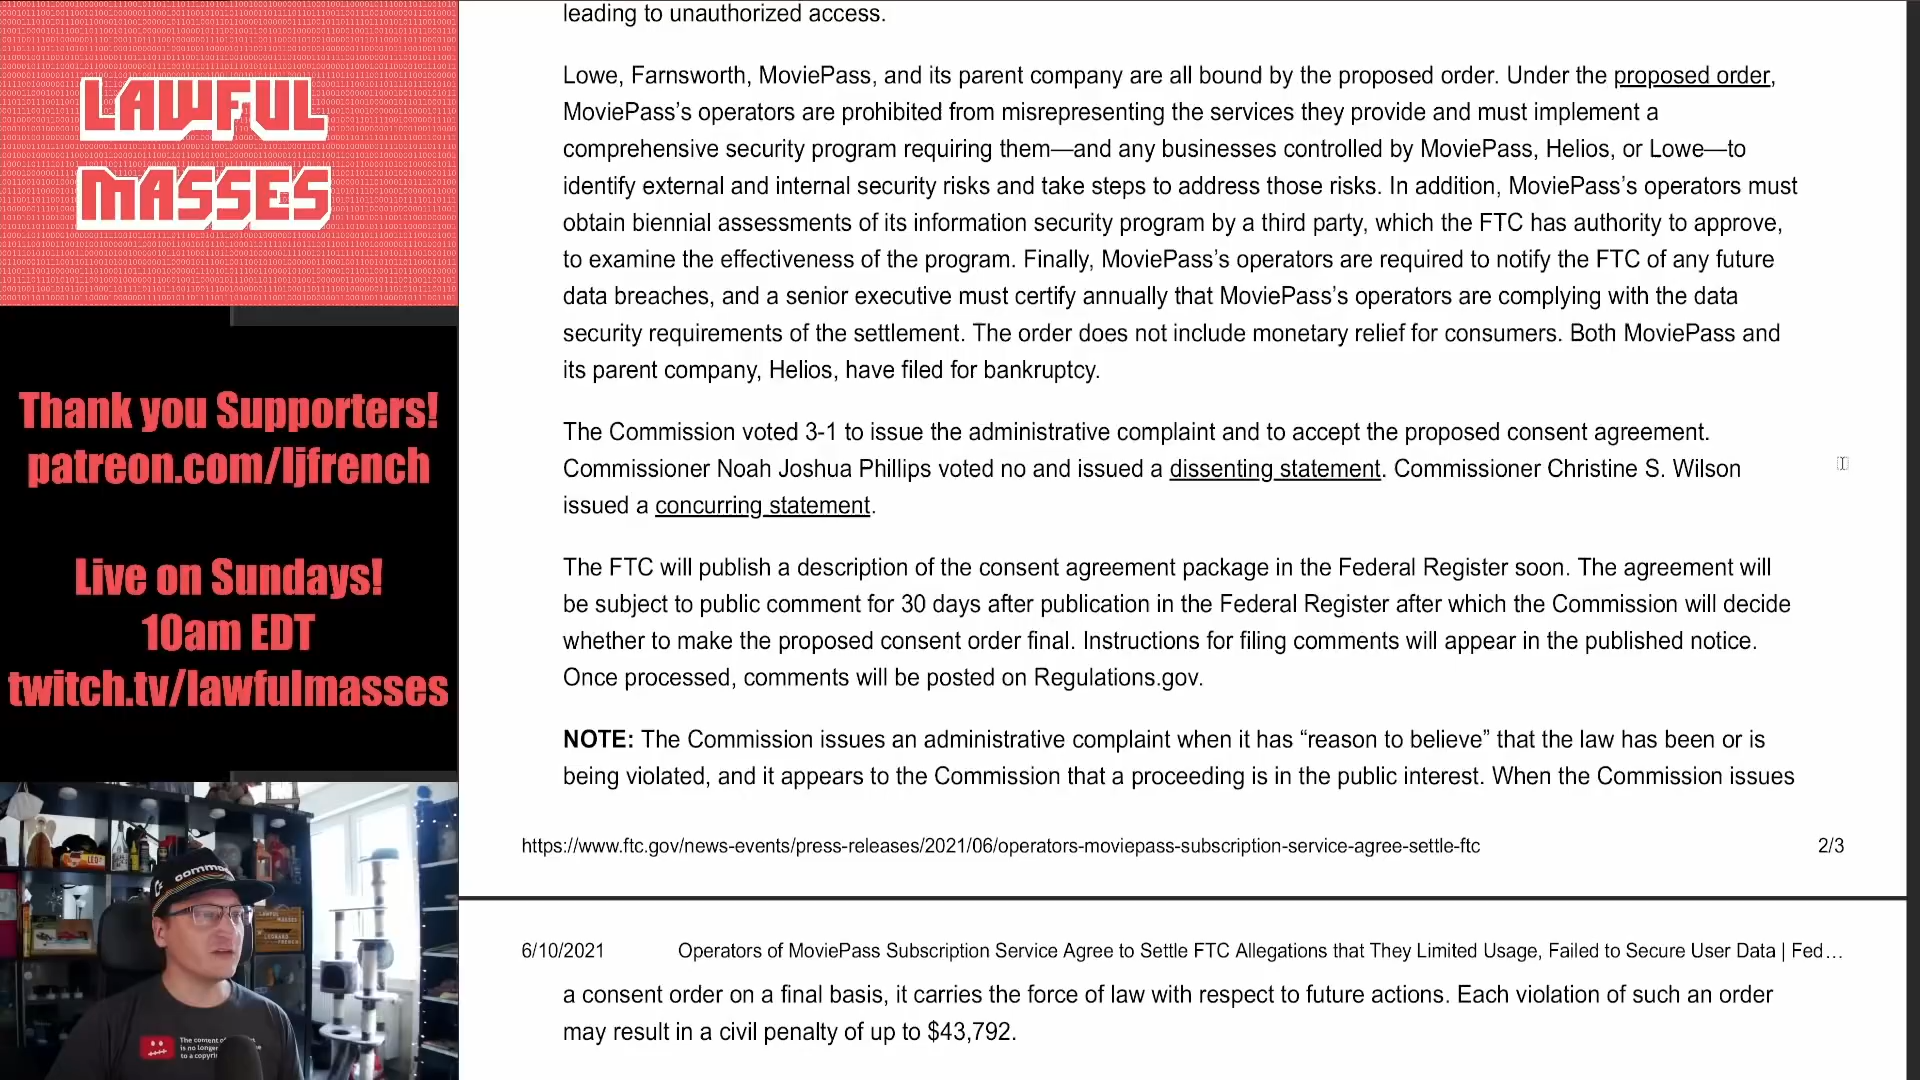 LAWFUL
MASSES
Thank you Supporters!
patreon.com/ljfrench
Live on Sundays!
10am EDT
twitch.tv/lawfulmasses
leading to unauthorized access.
Lowe, Farnsworth, MoviePass, and its parent company are all bound by the proposed order. Under the proposed order,
MoviePass’s operators are prohibited from misrepresenting the services they provide and must implement a
comprehensive security program requiring them—and any businesses controlled by MoviePass, Helios, or Lowe—to
identify external and internal security risks and take steps to address those risks. In addition, MoviePass’s operators must
obtain biennial assessments of its information security program by a third party, which the FTC has authority to approve,
to examine the effectiveness of the program. Finally, MoviePass’s operators are required to notify the FTC of any future
data breaches, and a senior executive must certify annually that MoviePass’s operators are complying with the data
security requirements of the settlement. The order does not include monetary relief for consumers. Both MoviePass and
its parent company, Helios, have filed for bankruptcy.
The Commission voted 3-1 to issue the administrative complaint and to accept the proposed consent agreement.
Commissioner Noah Joshua Phillips voted no and issued a dissenting statement. Commissioner Christine S. Wilson
issued a concurring statement.
The FTC will publish a description of the consent agreement package in the Federal Register soon. The agreement will
be subject to public comment for 30 days after publication in the Federal Register after which the Commission will decide
whether to make the proposed consent order final. Instructions for filing comments will appear in the published notice.
Once processed, comments will be posted on Regulations.gov.
NOTE: The Commission issues an administrative complaint when it has “reason to believe” that the law has been or is
being violated, and it appears to the Commission that a proceeding is in the public interest. When the Commission issues
https://www.ftc.gov/news-events/press-releases/2021/06/operators-moviepass-subscription-service-agree-settle-ftc 2/3
6/10/2021 Operators of MoviePass Subscription Service Agree to Settle FTC Allegations that They Limited Usage, Failed to Secure User Data | Fed…
a consent order on a final basis, it carries the force of law with respect to future actions. Each violation of such an order
may result in a civil penalty of up to $43,792.